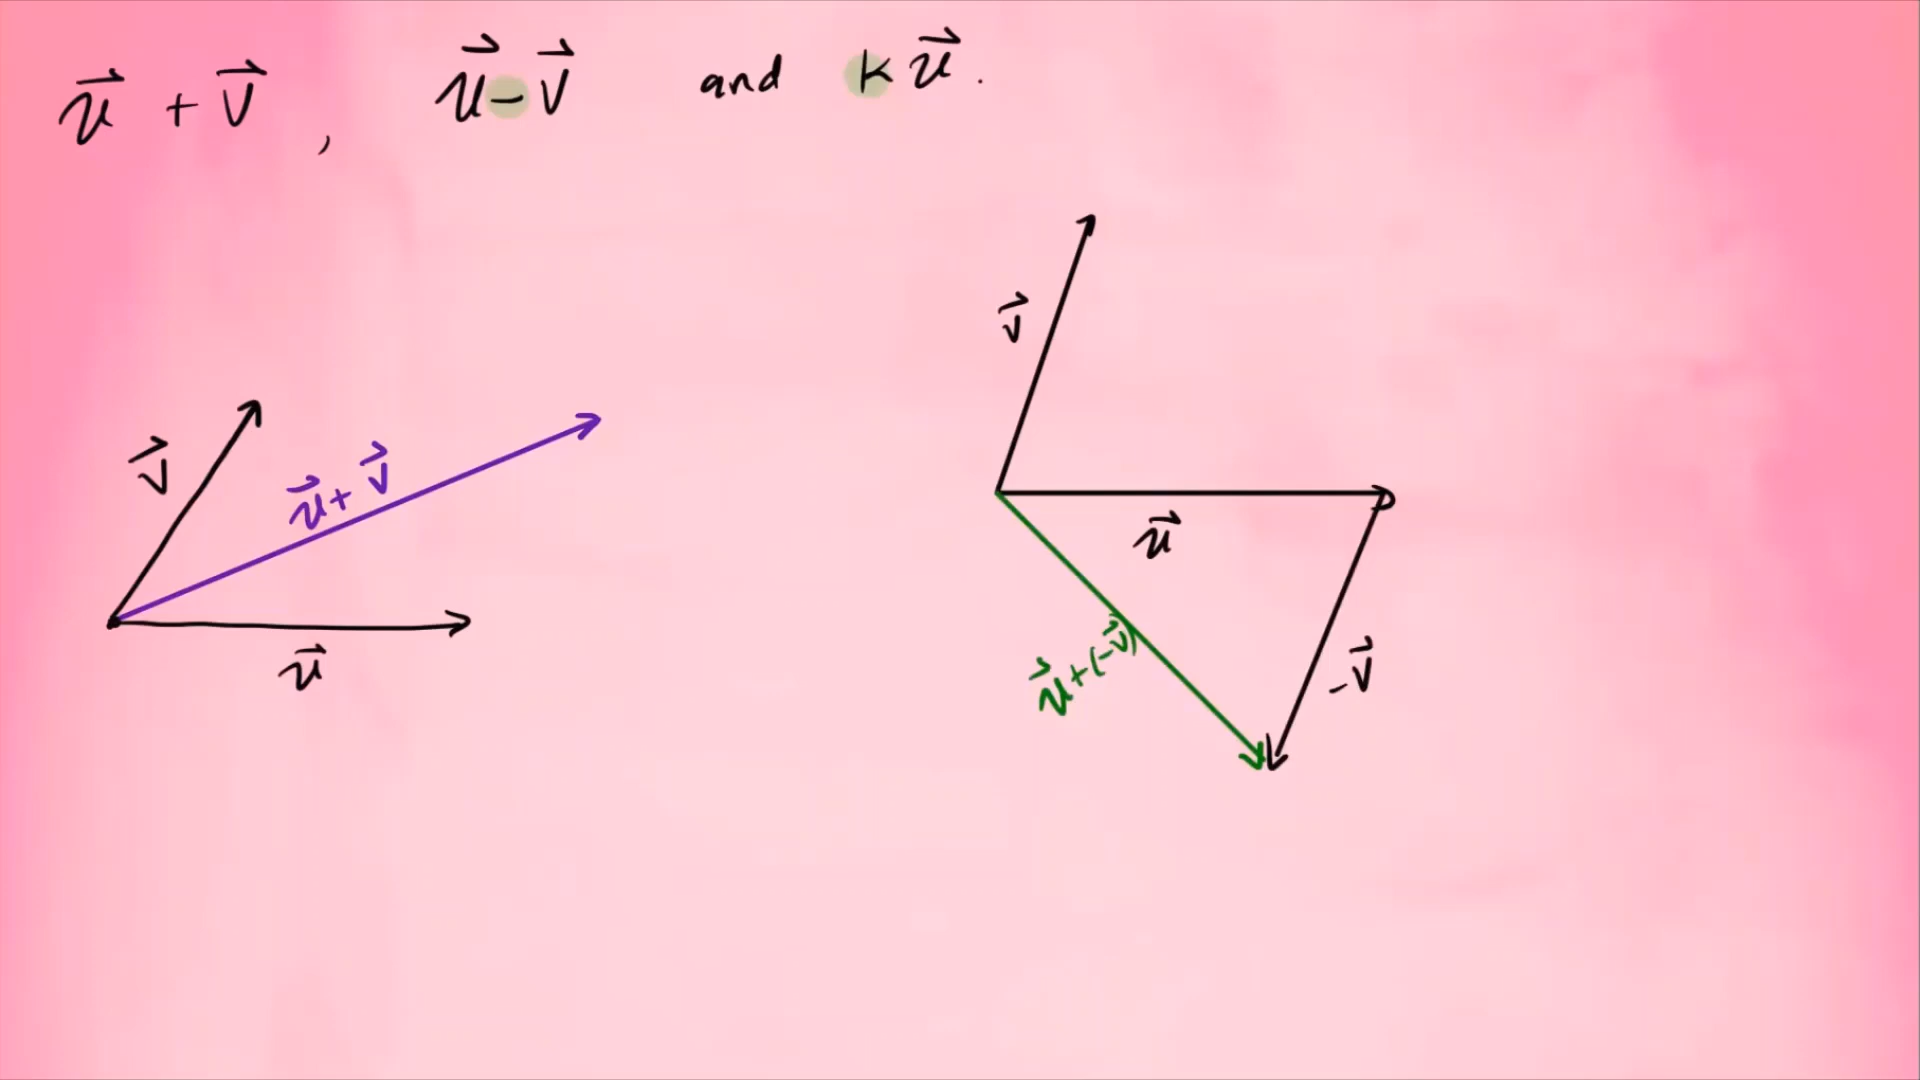 u⃗ + v⃗ , u⃗ - v⃗ and k u⃗ .
v⃗
u⃗ + v⃗
u⃗
v⃗
u⃗
u⃗ + (-v⃗)
-v⃗